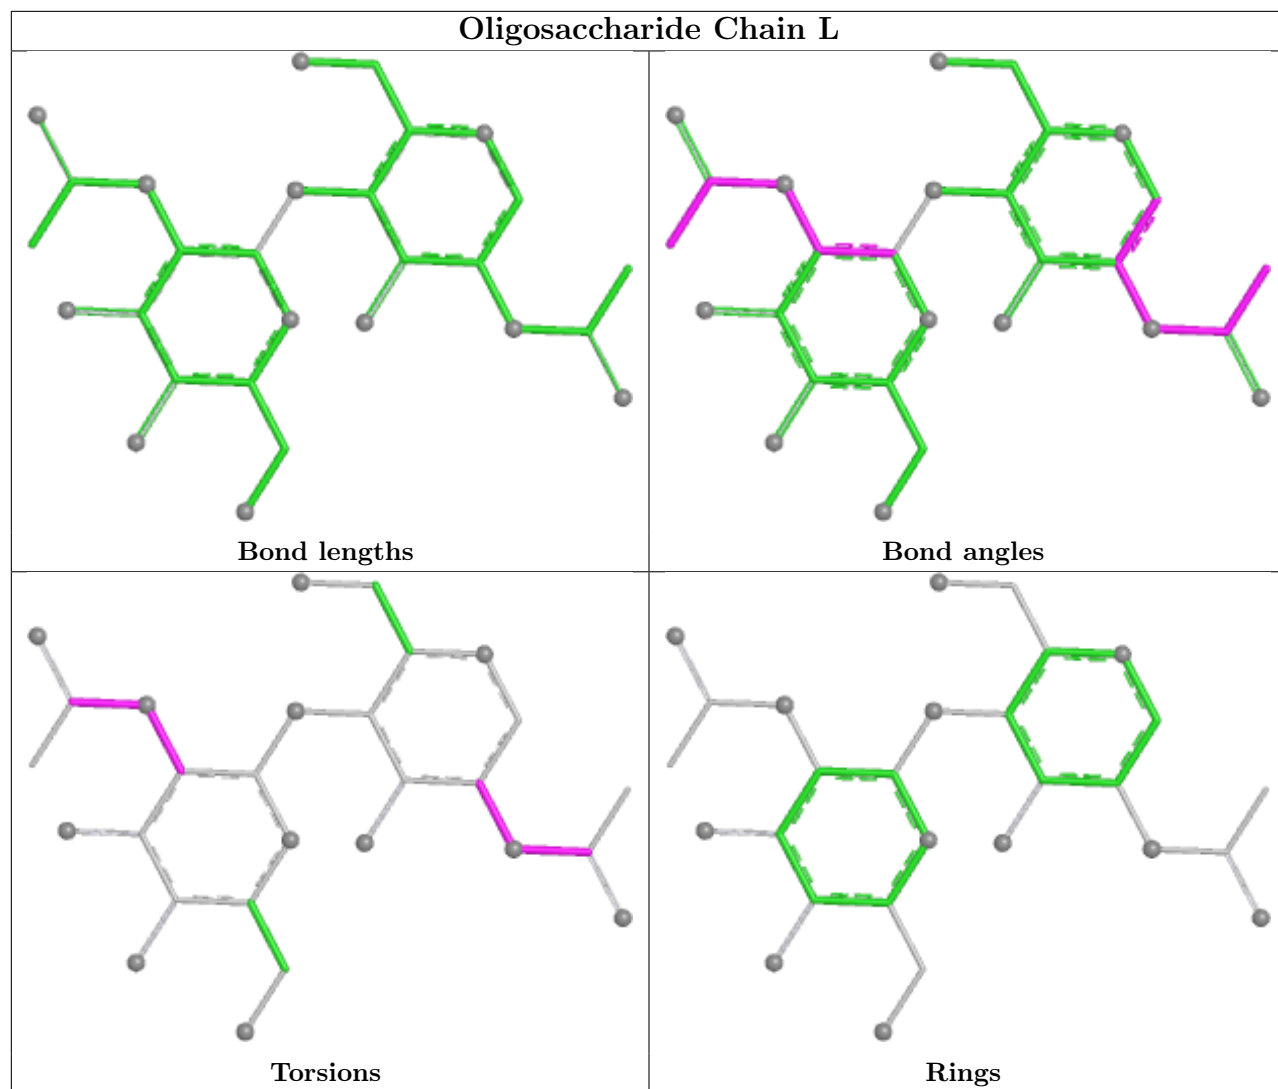 Oligosaccharide Chain L
Bond lengths
Bond angles
Torsions
Rings